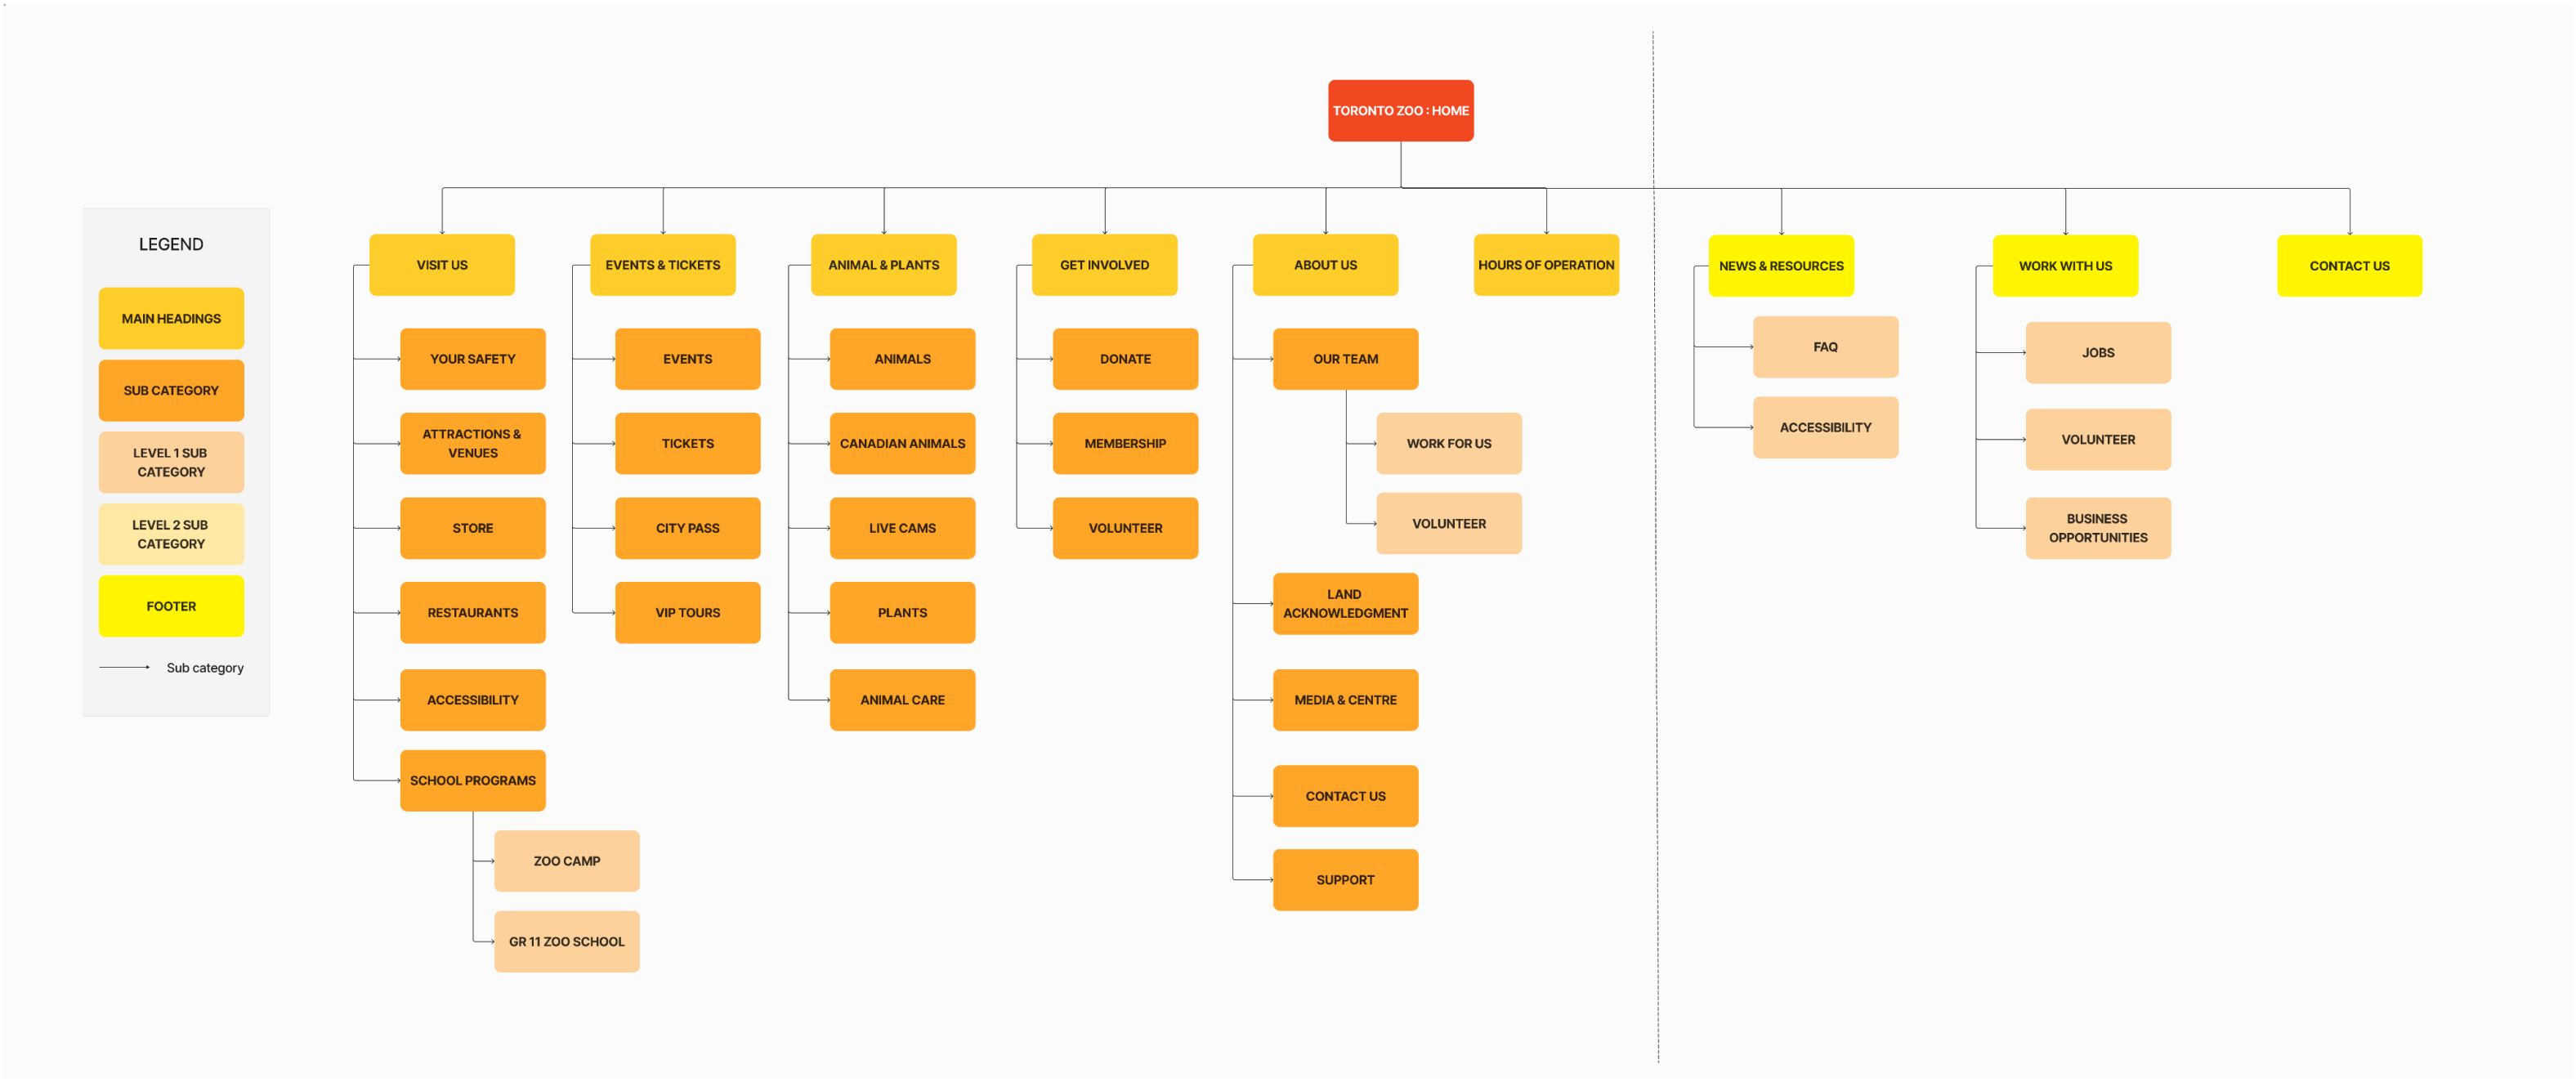 TORONTO ZOO : HOME
LEGEND
MAIN HEADINGS
SUB CATEGORY
LEVEL 1 SUB
CATEGORY
LEVEL 2 SUB
CATEGORY
FOOTER
Sub category
VISIT US
YOUR SAFETY
ATTRACTIONS &
VENUES
STORE
RESTAURANTS
ACCESSIBILITY
SCHOOL PROGRAMS
ZOO CAMP
GR 11 ZOO SCHOOL
EVENTS & TICKETS
EVENTS
TICKETS
CITY PASS
VIP TOURS
ANIMAL & PLANTS
ANIMALS
CANADIAN ANIMALS
LIVE CAMS
PLANTS
ANIMAL CARE
GET INVOLVED
DONATE
MEMBERSHIP
VOLUNTEER
ABOUT US
OUR TEAM
WORK FOR US
VOLUNTEER
LAND
ACKNOWLEDGMENT
MEDIA & CENTRE
CONTACT US
SUPPORT
HOURS OF OPERATION
NEWS & RESOURCES
FAQ
ACCESSIBILITY
WORK WITH US
JOBS
VOLUNTEER
BUSINESS
OPPORTUNITIES
CONTACT US